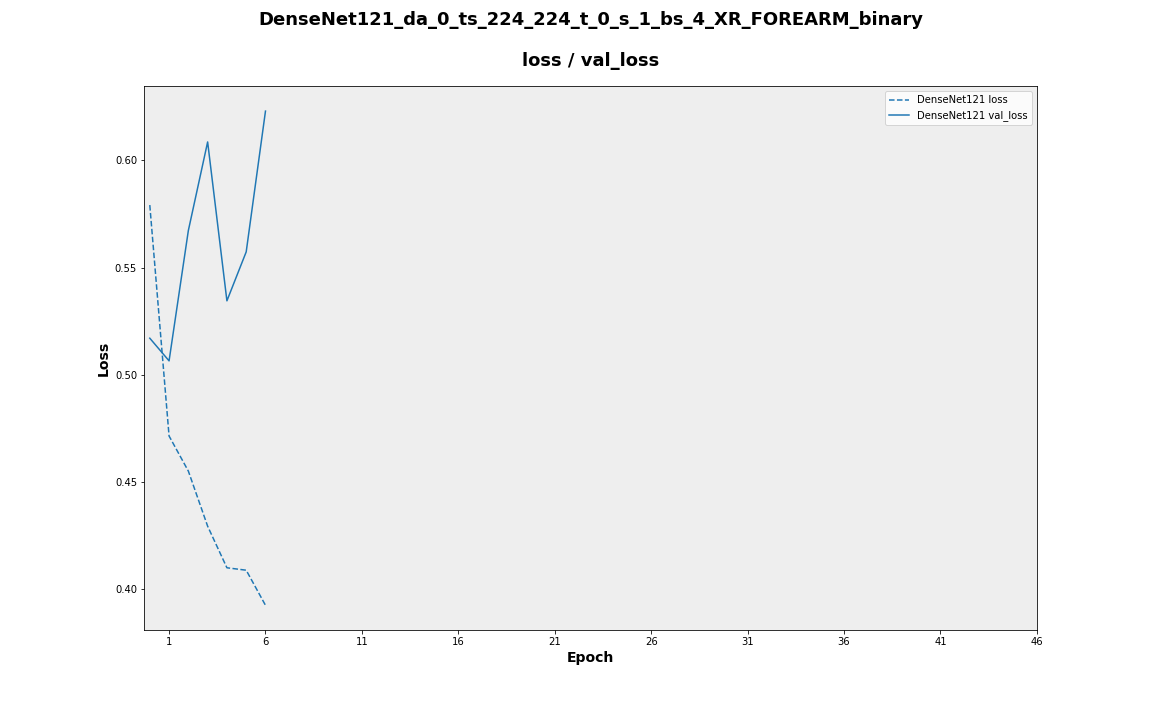 DenseNet121_da_0_ts_224_224_t_0_s_1_bs_4_XR_FOREARM_binary
loss / val_loss
DenseNet121 loss
DenseNet121 val_loss
0.60
0.55
0.50
0.45
0.40
Loss
1 6 11 16 21 26 31 36 41 46
Epoch